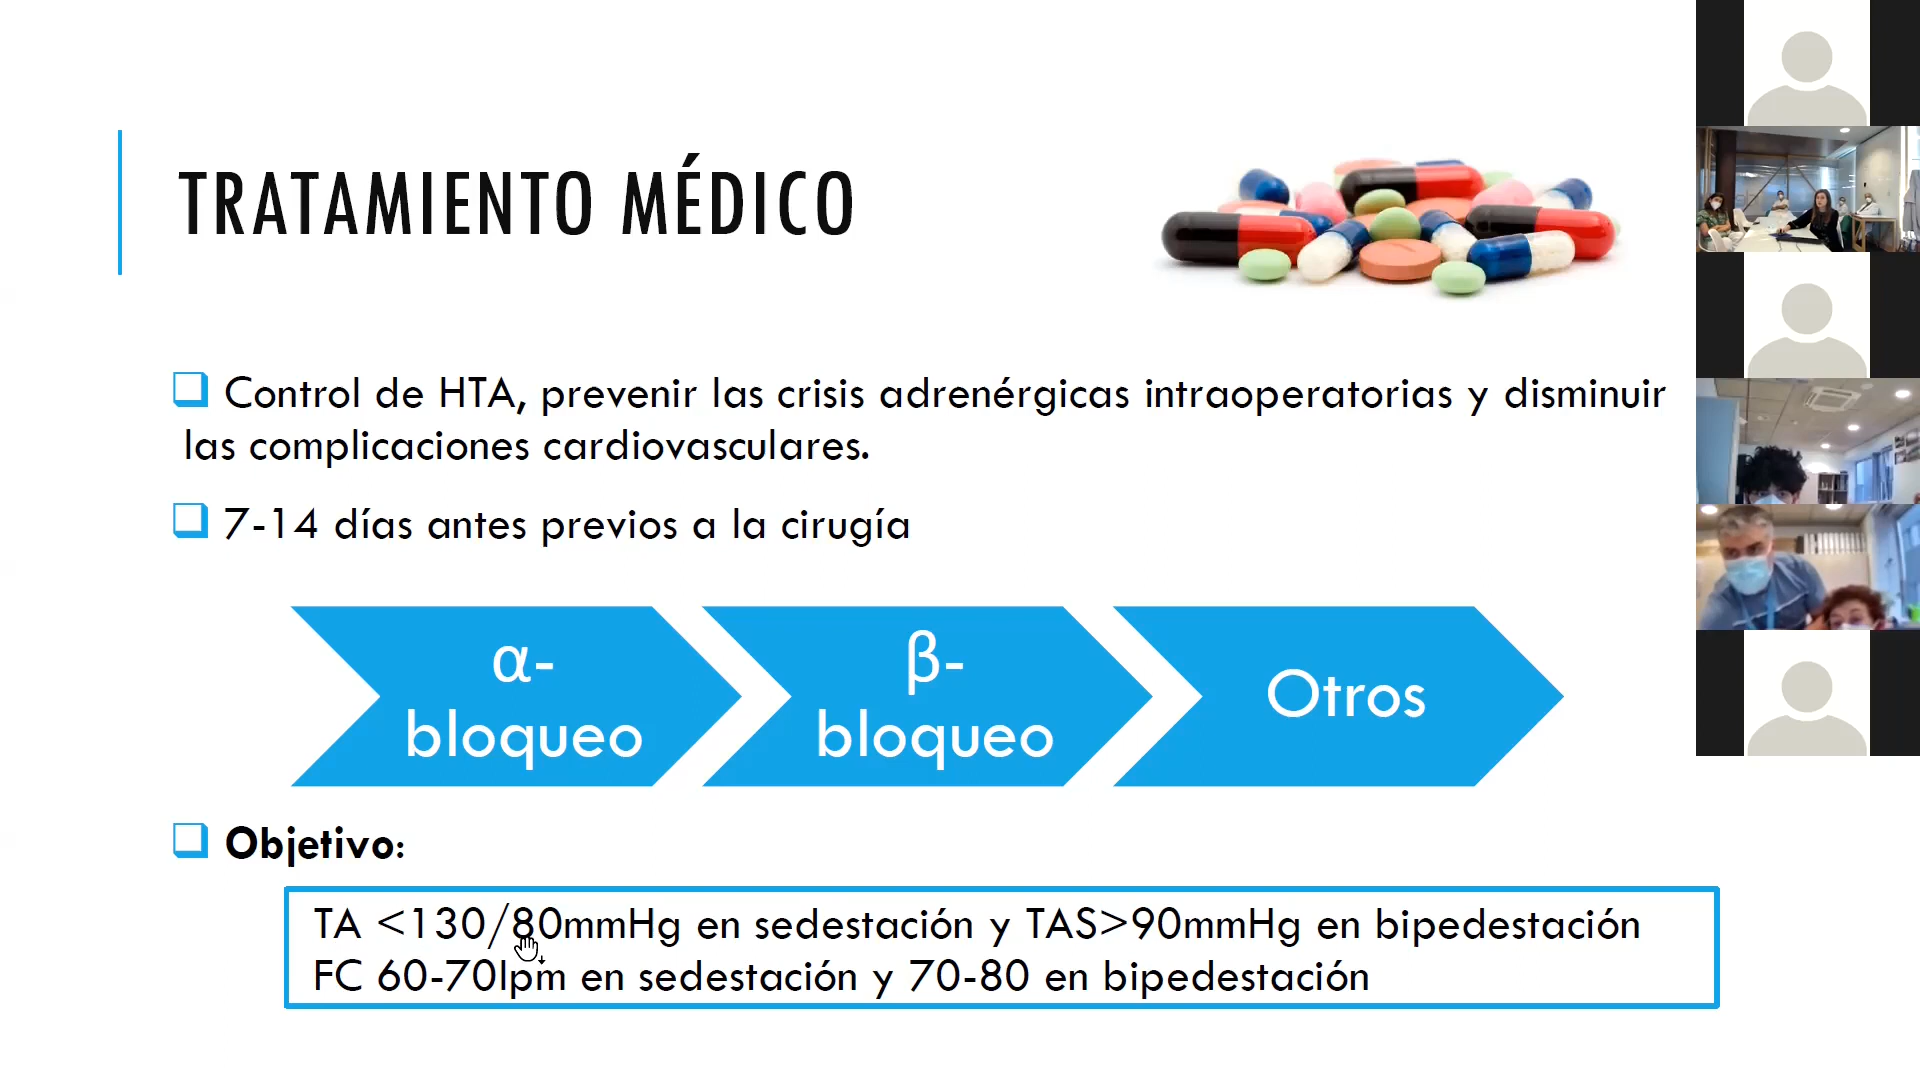 TRATAMIENTO MÉDICO
Control de HTA, prevenir las crisis adrenérgicas intraoperatorias y disminuir
las complicaciones cardiovasculares.
7-14 días antes previos a la cirugía
α-
bloqueo
β-
bloqueo
Otros
Objetivo:
TA <130/80mmHg en sedestación y TAS>90mmHg en bipedestación
FC 60-70lpm en sedestación y 70-80 en bipedestación